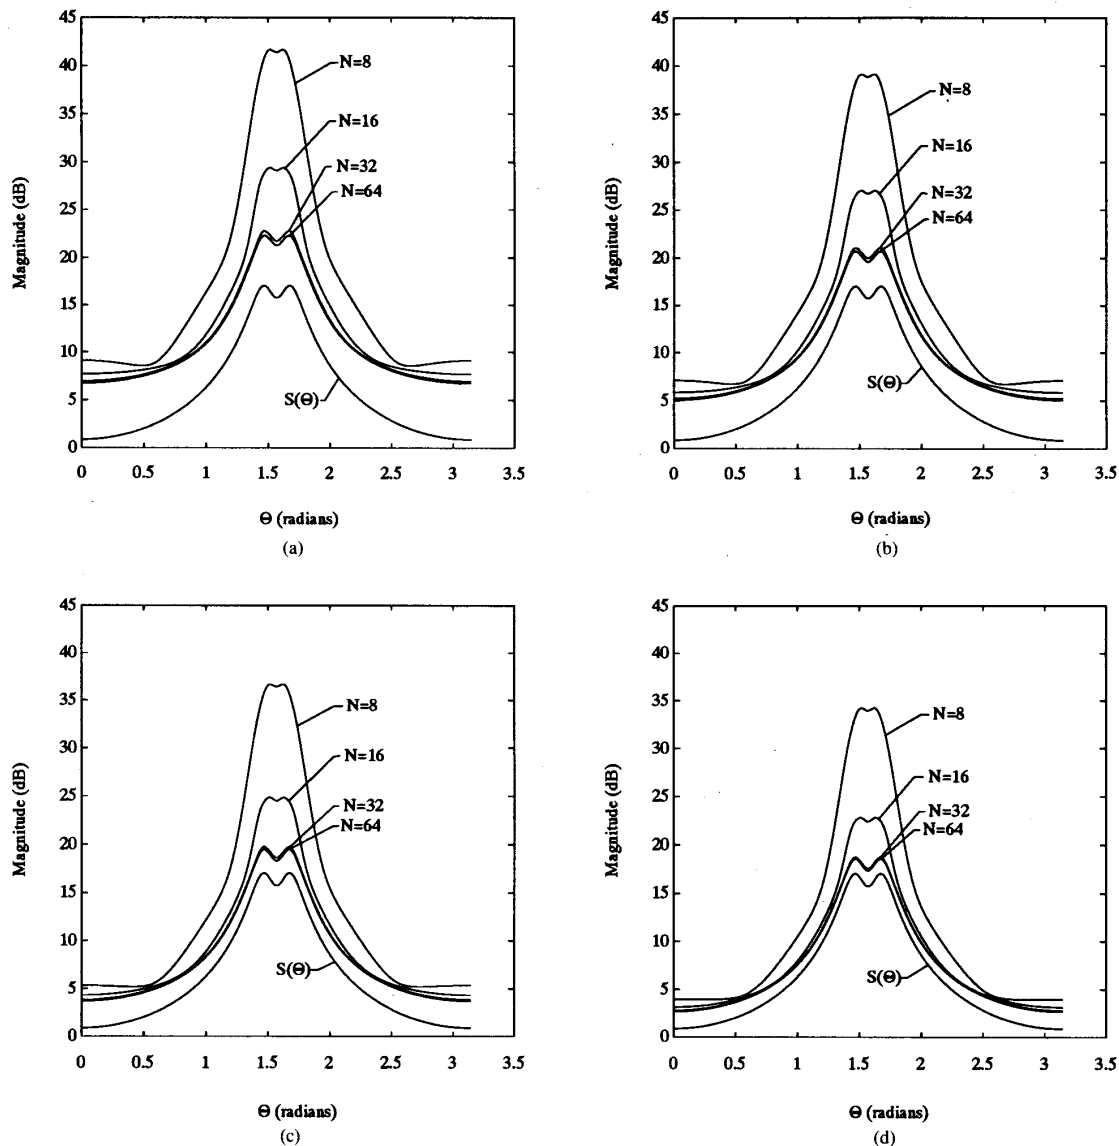 45
40
35
30
25
20
15
10
5
0
Magnitude (dB)
N=8
N=16
N=32
N=64
S(Θ)
0 0.5 1 1.5 2 2.5 3 3.5
Θ (radians)
(a)
45
40
35
30
25
20
15
10
5
0
Magnitude (dB)
N=8
N=16
N=32
N=64
S(Θ)
0 0.5 1 1.5 2 2.5 3 3.5
Θ (radians)
(b)
45
40
35
30
25
20
15
10
5
0
Magnitude (dB)
N=8
N=16
N=32
N=64
S(Θ)
0 0.5 1 1.5 2 2.5 3 3.5
Θ (radians)
(c)
45
40
35
30
25
20
15
10
5
0
Magnitude (dB)
N=8
N=16
N=32
N=64
S(Θ)
0 0.5 1 1.5 2 2.5 3 3.5
Θ (radians)
(d)